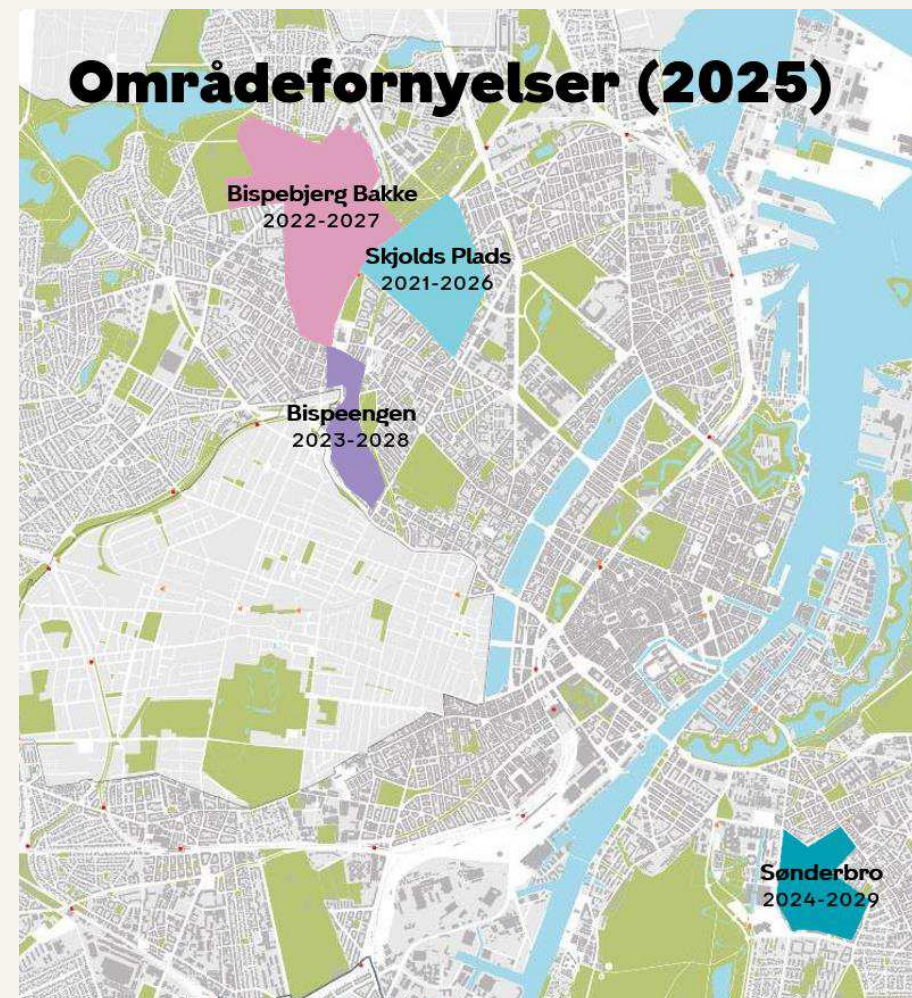 Områdefornyelser (2025)
Bispebjerg Bakke
2022-2027
Skjolds Plads
2021-2026
Bispeengen
2023-2028
Sønderbro
2024-2029